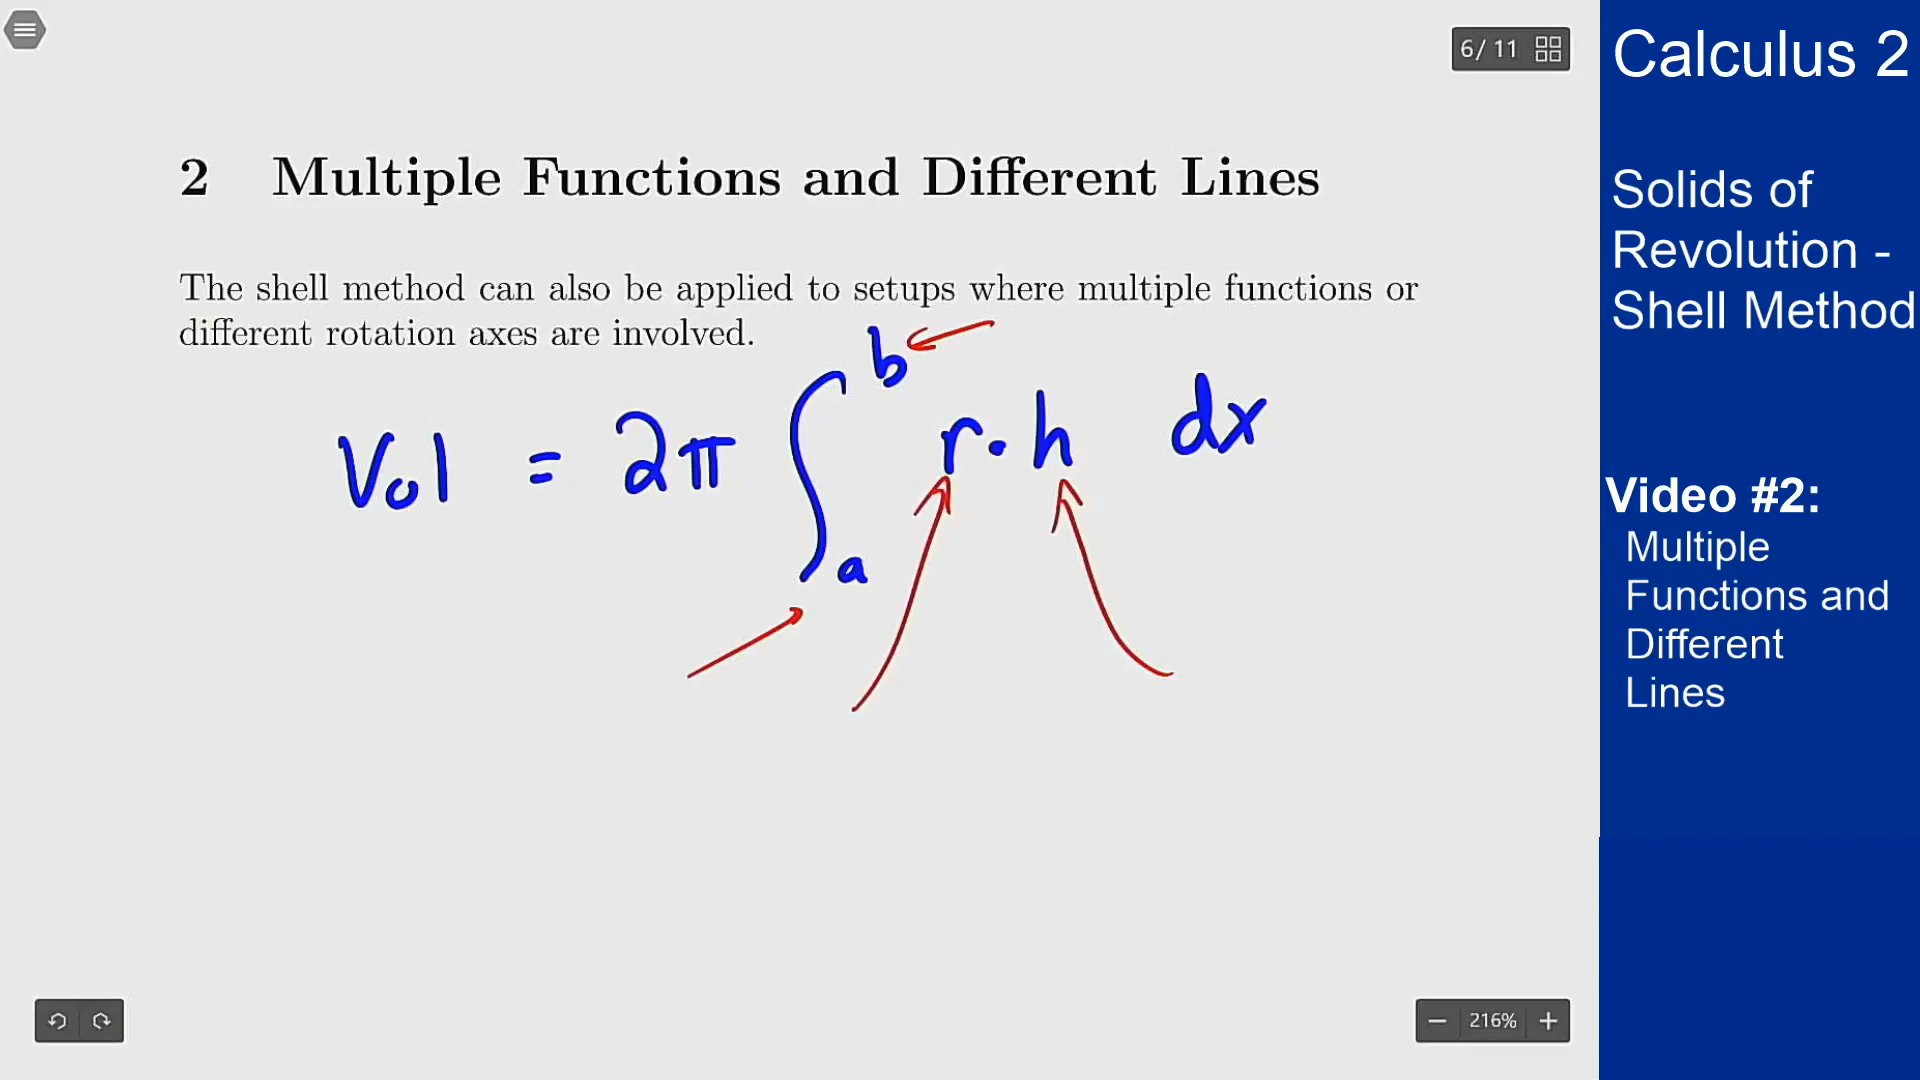 6/ 11
2 Multiple Functions and Different Lines
The shell method can also be applied to setups where multiple functions or
different rotation axes are involved.
Vol = 2π ∫_a^b r · h dx
216%
Calculus 2
Solids of
Revolution -
Shell Method
Video #2:
Multiple
Functions and
Different
Lines